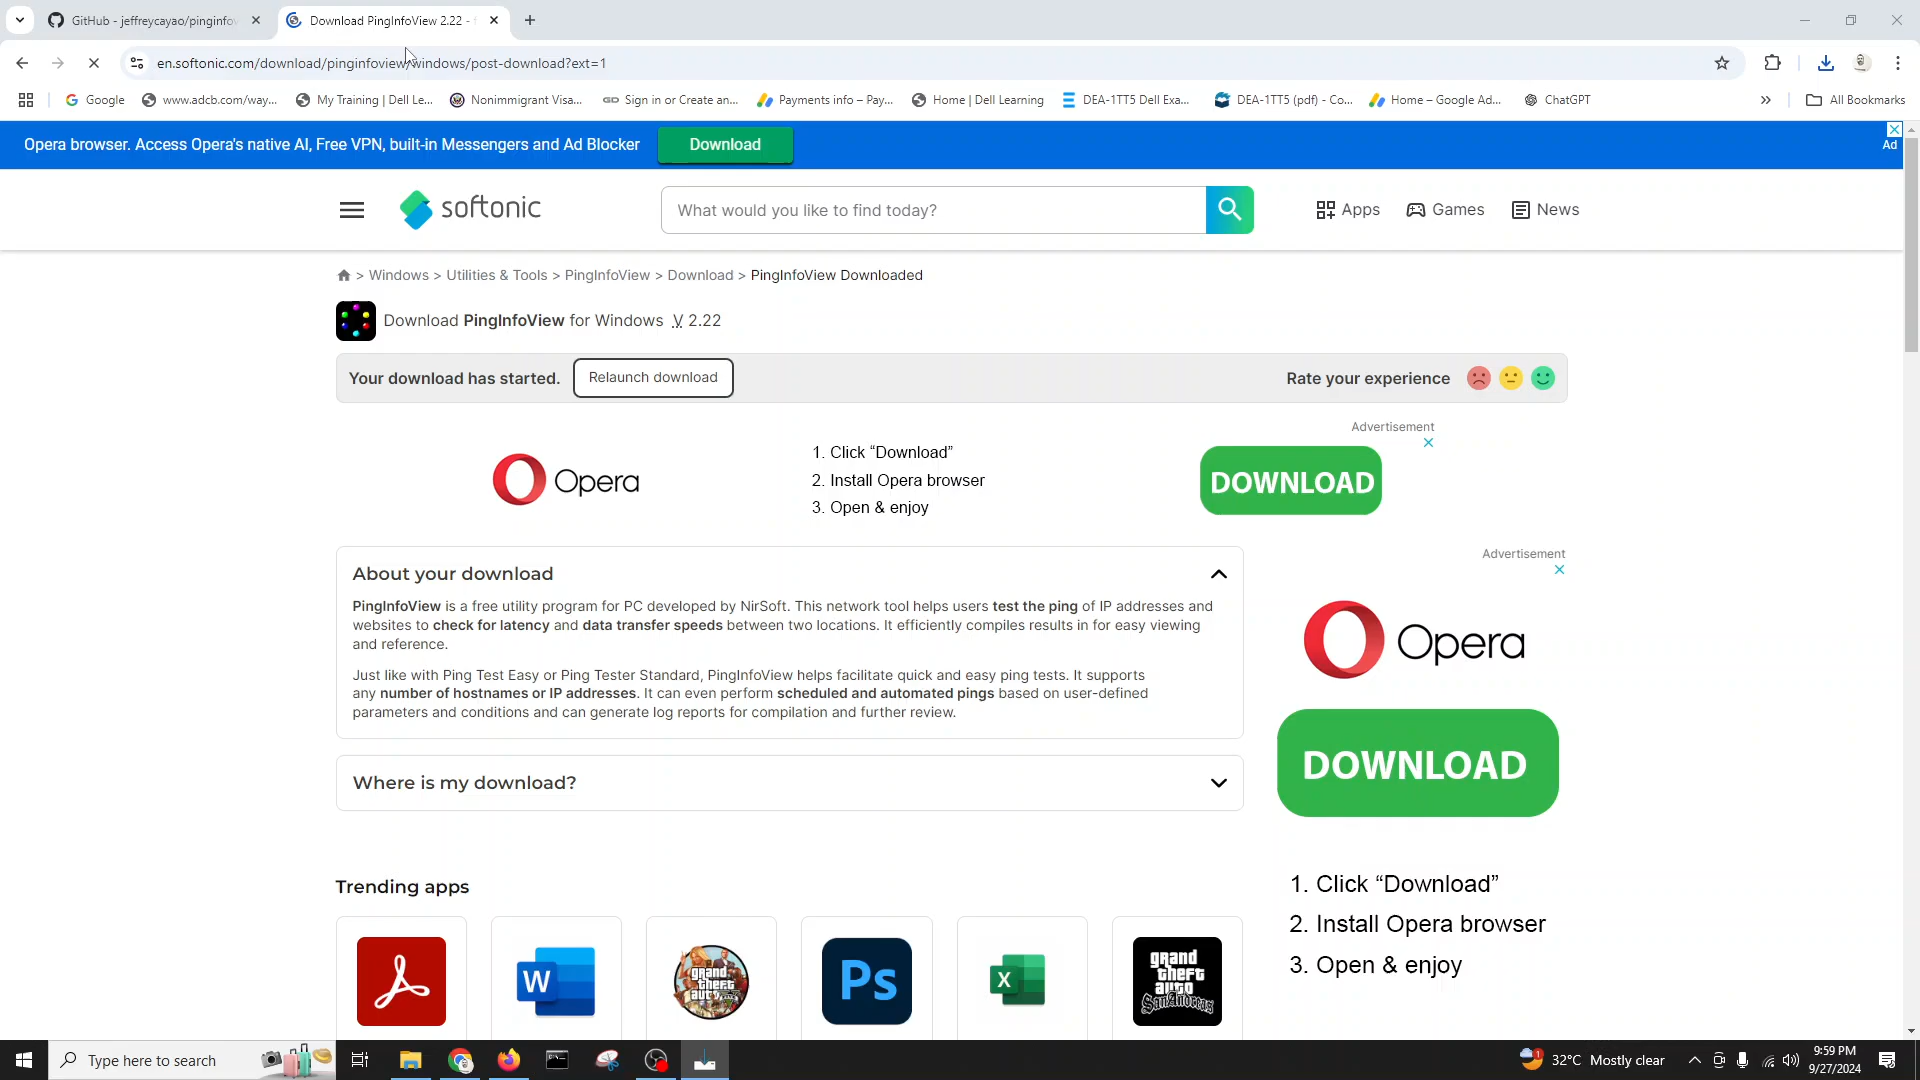 GitHub - jeffreycayao/pinginfov
Download PingInfoView 2.22 -
en.softonic.com/download/pinginfoview/windows/post-download?ext=1
Google
www.adcb.com/way...
My Training | Dell Le...
Nonimmigrant Visa...
Sign in or Create an...
Payments info – Pay...
Home | Dell Learning
DEA-1TT5 Dell Exa...
DEA-1TT5 (pdf) - Co...
Home – Google Ad...
ChatGPT
All Bookmarks
Opera browser. Access Opera's native AI, Free VPN, built-in Messengers and Ad Blocker
Download
Ad
softonic
What would you like to find today?
Apps
Games
News
> Windows > Utilities & Tools > PingInfoView > Download > PingInfoView Downloaded
Download PingInfoView for Windows V 2.22
Your download has started.
Relaunch download
Rate your experience
Advertisement
Opera
1. Click “Download”
2. Install Opera browser
3. Open & enjoy
DOWNLOAD
About your download
PingInfoView is a free utility program for PC developed by NirSoft. This network tool helps users test the ping of IP addresses and
websites to check for latency and data transfer speeds between two locations. It efficiently compiles results in for easy viewing
and reference.
Just like with Ping Test Easy or Ping Tester Standard, PingInfoView helps facilitate quick and easy ping tests. It supports
any number of hostnames or IP addresses. It can even perform scheduled and automated pings based on user-defined
parameters and conditions and can generate log reports for compilation and further review.
Where is my download?
Advertisement
Opera
DOWNLOAD
1. Click “Download”
2. Install Opera browser
3. Open & enjoy
Trending apps
W
grand theft auto V
Ps
X
grand theft auto San Andreas
Type here to search
1
32°C Mostly clear
9:59 PM
9/27/2024